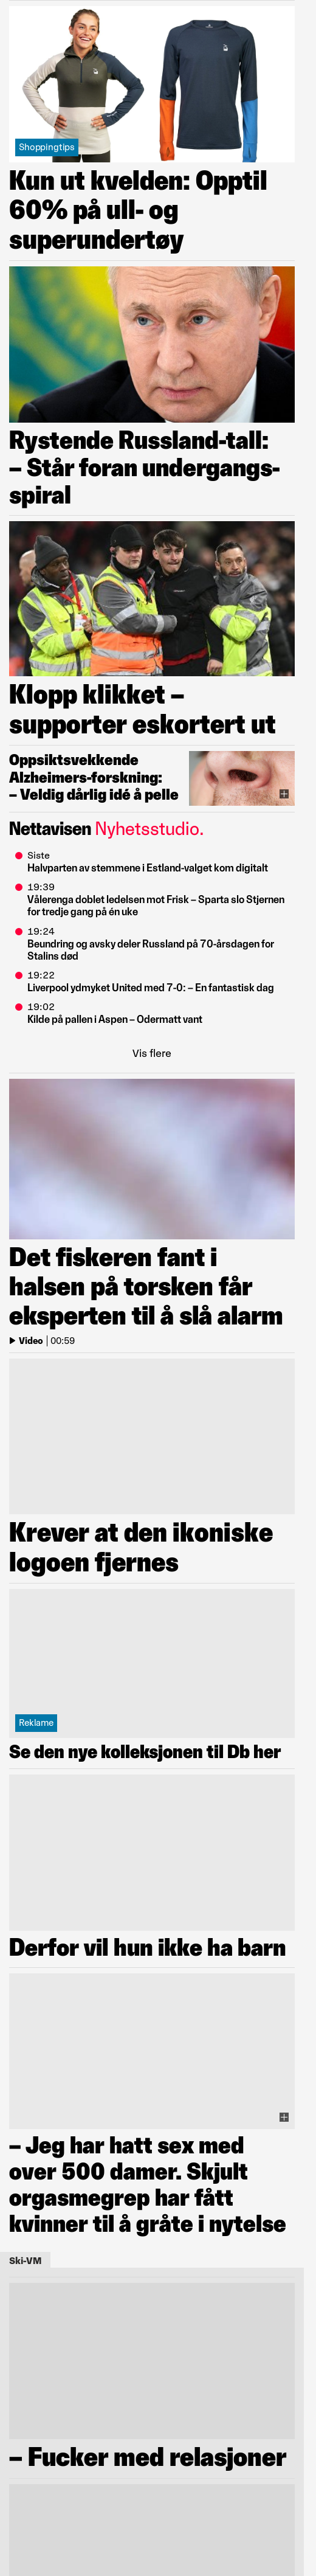 Shoppingtips
Kun ut kvelden: Opptil
60% på ull- og
superundertøy
Rystende Russland-tall:
– Står foran undergangs-
spiral
Klopp klikket –
supporter eskortert ut
Oppsiktsvekkende
Alzheimers-forskning:
– Veldig dårlig idé å pelle
Nettavisen Nyhetsstudio.
Siste
Halvparten av stemmene i Estland-valget kom digitalt
19:39
Vålerenga doblet ledelsen mot Frisk – Sparta slo Stjernen
for tredje gang på én uke
19:24
Beundring og avsky deler Russland på 70-årsdagen for
Stalins død
19:22
Liverpool ydmyket United med 7-0: – En fantastisk dag
19:02
Kilde på pallen i Aspen – Odermatt vant
Vis flere
Det fiskeren fant i
halsen på torsken får
eksperten til å slå alarm
Video | 00:59
Krever at den ikoniske
logoen fjernes
Reklame
Se den nye kolleksjonen til Db her
Derfor vil hun ikke ha barn
– Jeg har hatt sex med
over 500 damer. Skjult
orgasmegrep har fått
kvinner til å gråte i nytelse
Ski-VM
– Fucker med relasjoner